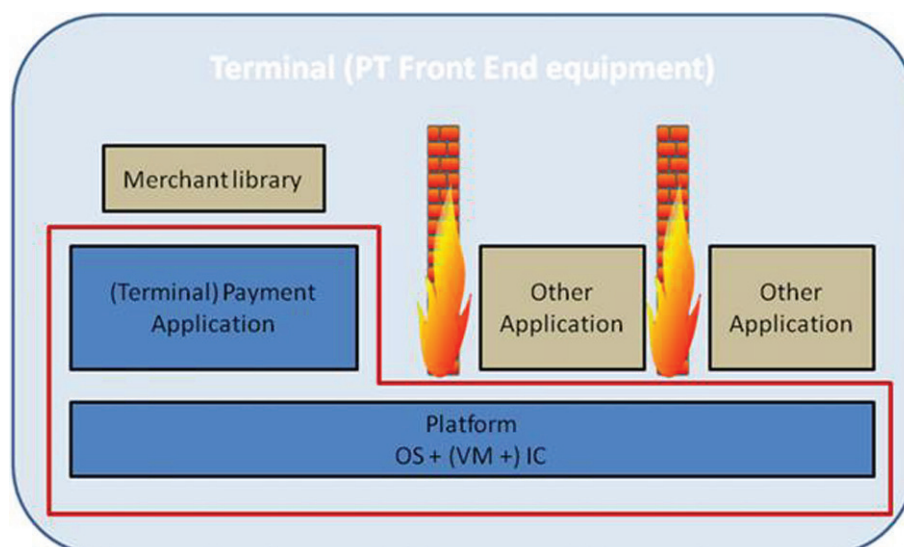 Terminal (PT Front End equipment)
Merchant library
(Terminal) Payment
Application
Other
Application
Other
Application
Platform
OS + (VM +) IC